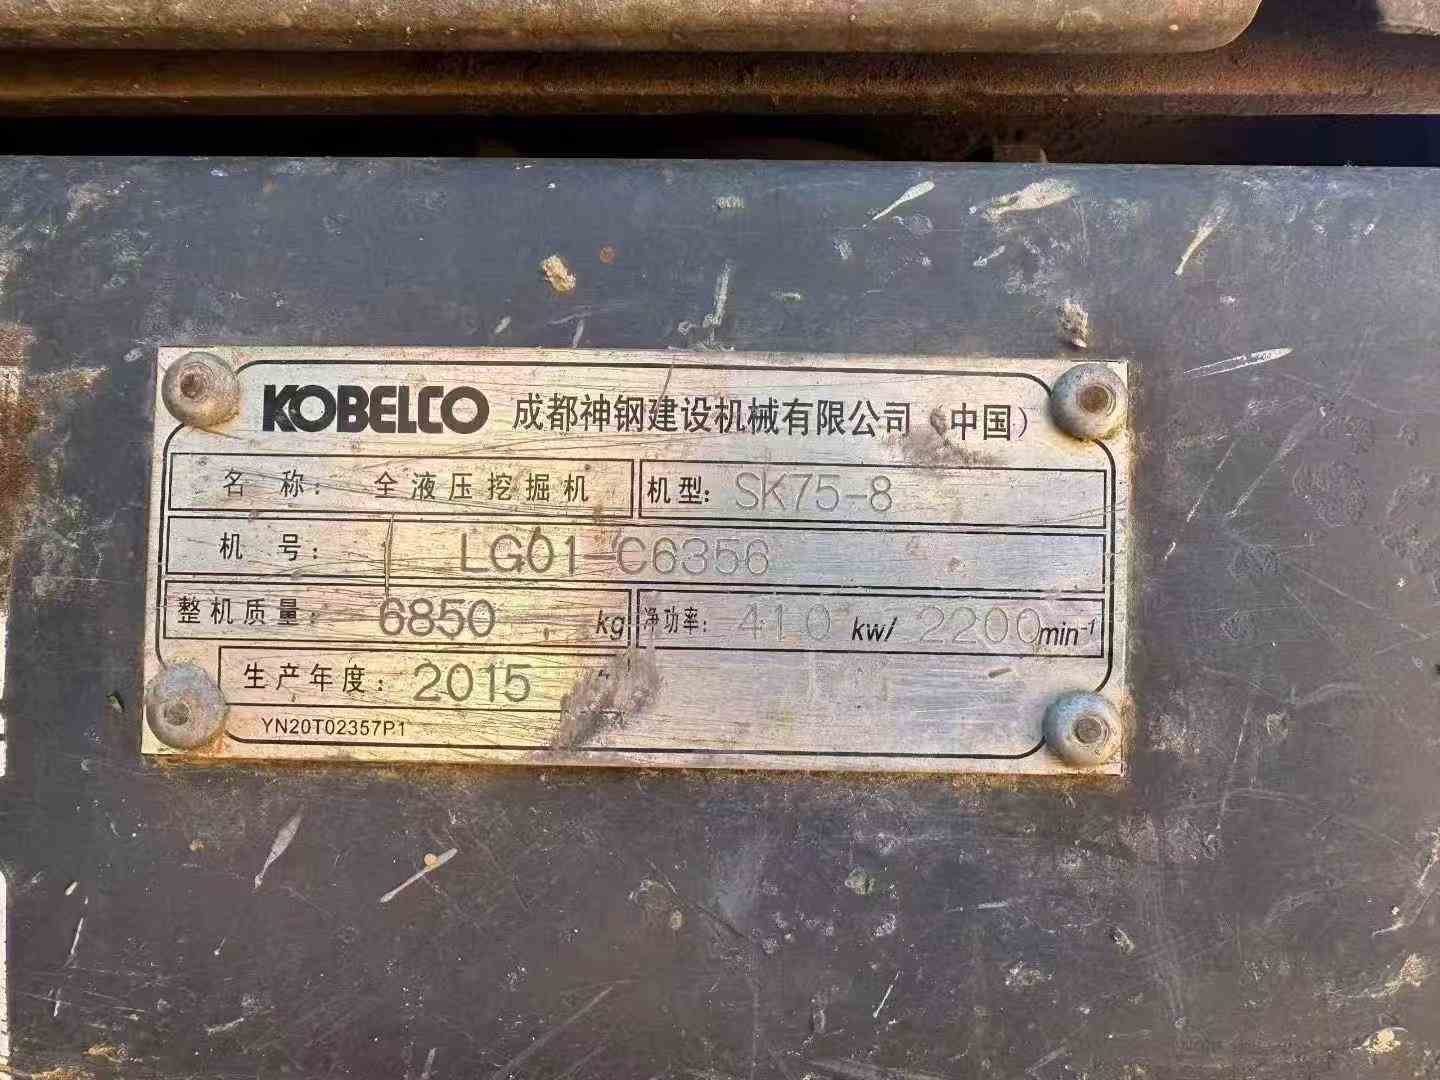 KOBELCO 成都神钢建设机械有限公司（中国）
名 称： 全液压挖掘机 机型：SK75-8
机 号： LG01-C6356
整机质量： 6850 kg 净功率： 41.0 kw/ 2200min⁻¹
生产年度： 2015
YN20T02357P1